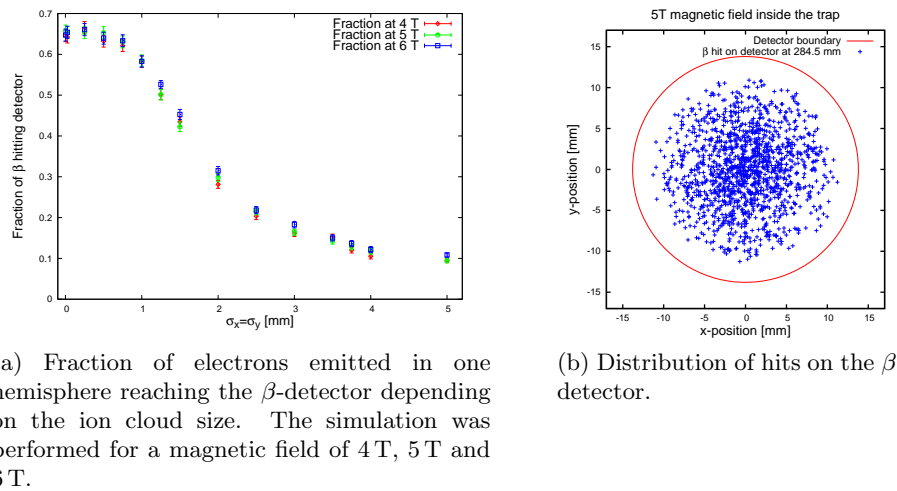 Fraction at 4 T
Fraction at 5 T
Fraction at 6 T
0.7
0.6
0.5
0.4
0.3
0.2
0.1
0
Fraction of β hitting detector
0 1 2 3 4 5
σx=σy [mm]
5T magnetic field inside the trap
Detector boundary
β hit on detector at 284.5 mm
15
10
5
0
-5
-10
-15
y-position [mm]
-15 -10 -5 0 5 10 15
x-position [mm]
a) Fraction of electrons emitted in one
hemisphere reaching the β-detector depending
on the ion cloud size. The simulation was
performed for a magnetic field of 4 T, 5 T and
6 T.
(b) Distribution of hits on the β
detector.